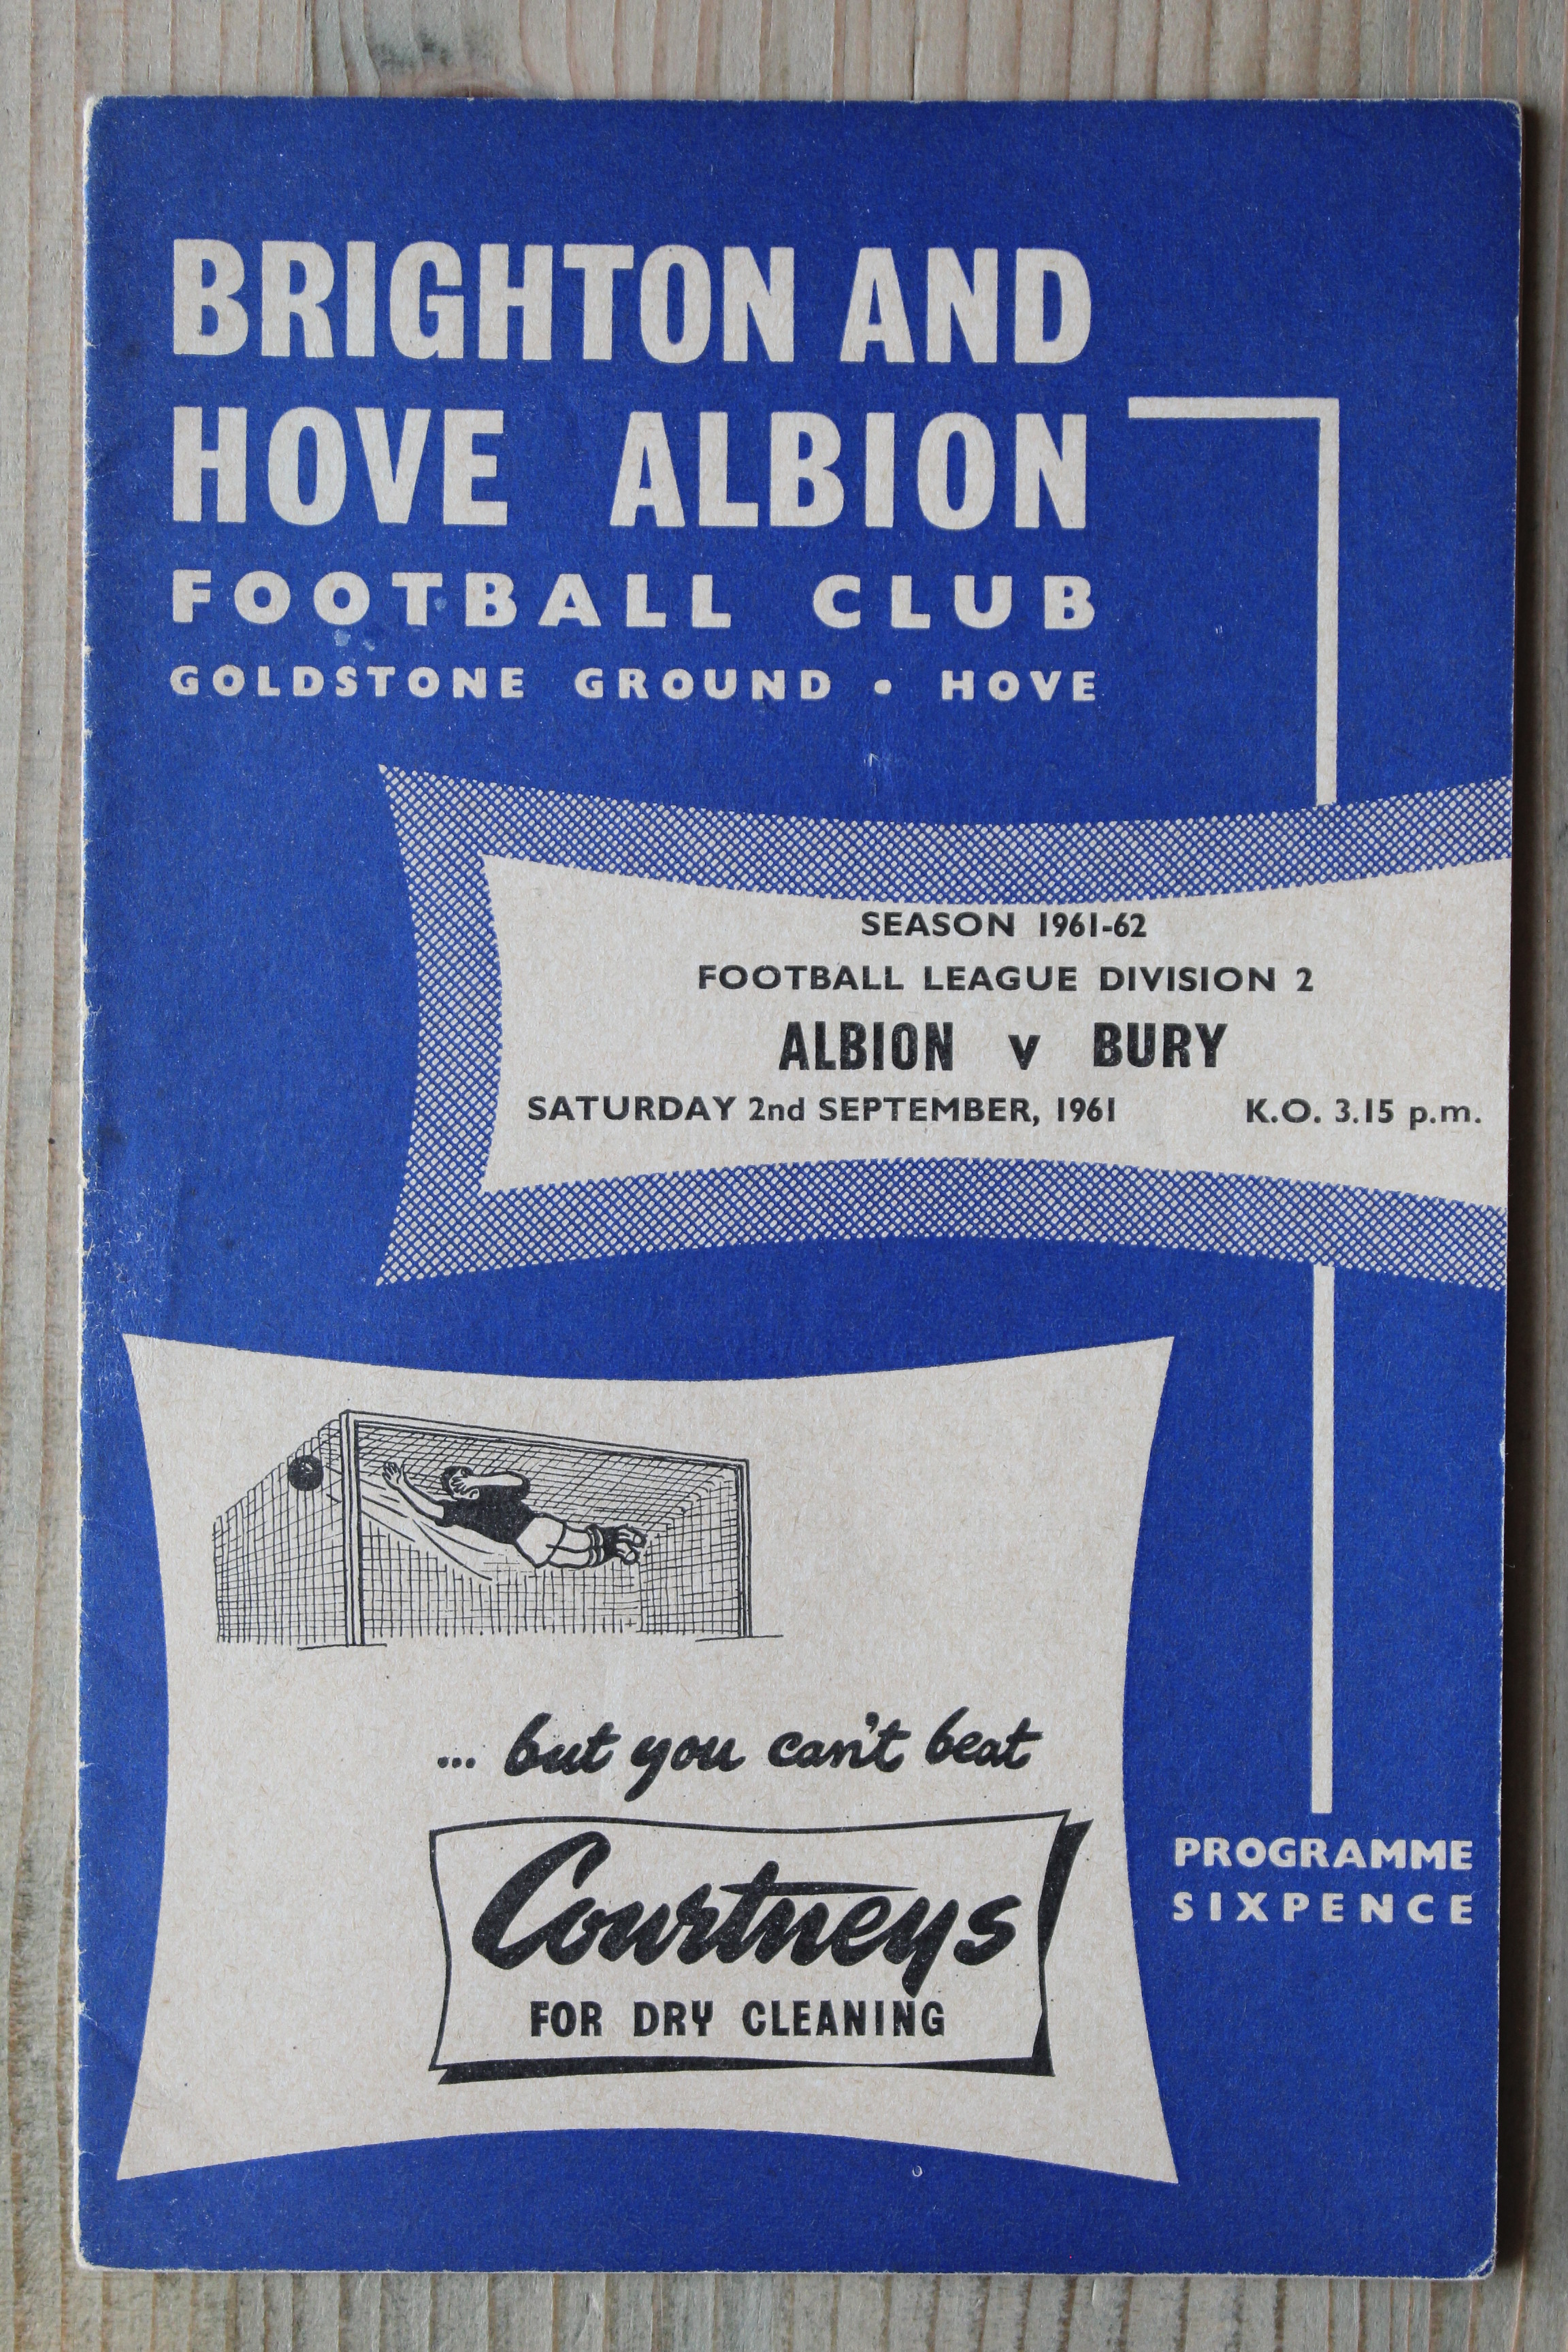 BRIGHTON AND
HOVE ALBION
FOOTBALL CLUB
GOLDSTONE GROUND • HOVE
SEASON 1961-62
FOOTBALL LEAGUE DIVISION 2
ALBION v BURY
SATURDAY 2nd SEPTEMBER, 1961 K.O. 3.15 p.m.
... but you can't beat
Courtneys
FOR DRY CLEANING
PROGRAMME
SIXPENCE